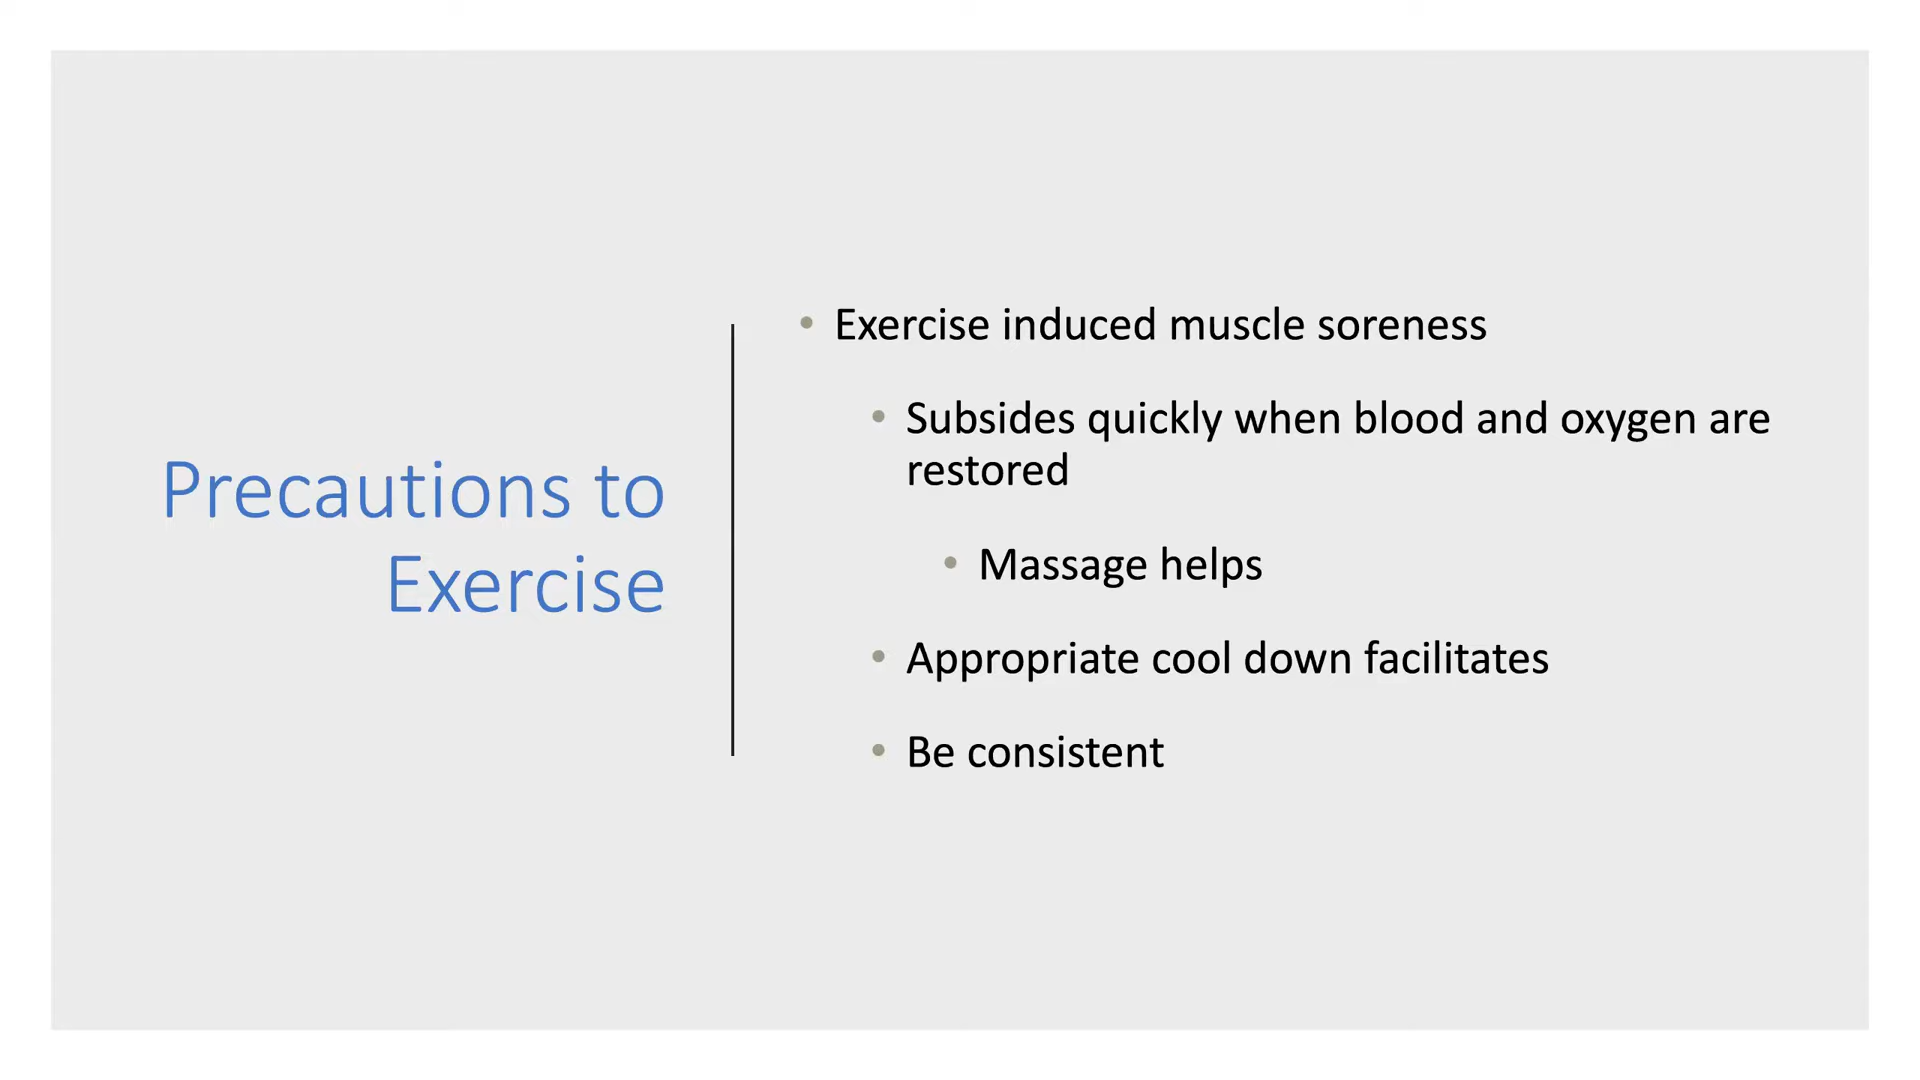 Precautions to
Exercise
• Exercise induced muscle soreness
• Subsides quickly when blood and oxygen are
restored
• Massage helps
• Appropriate cool down facilitates
• Be consistent